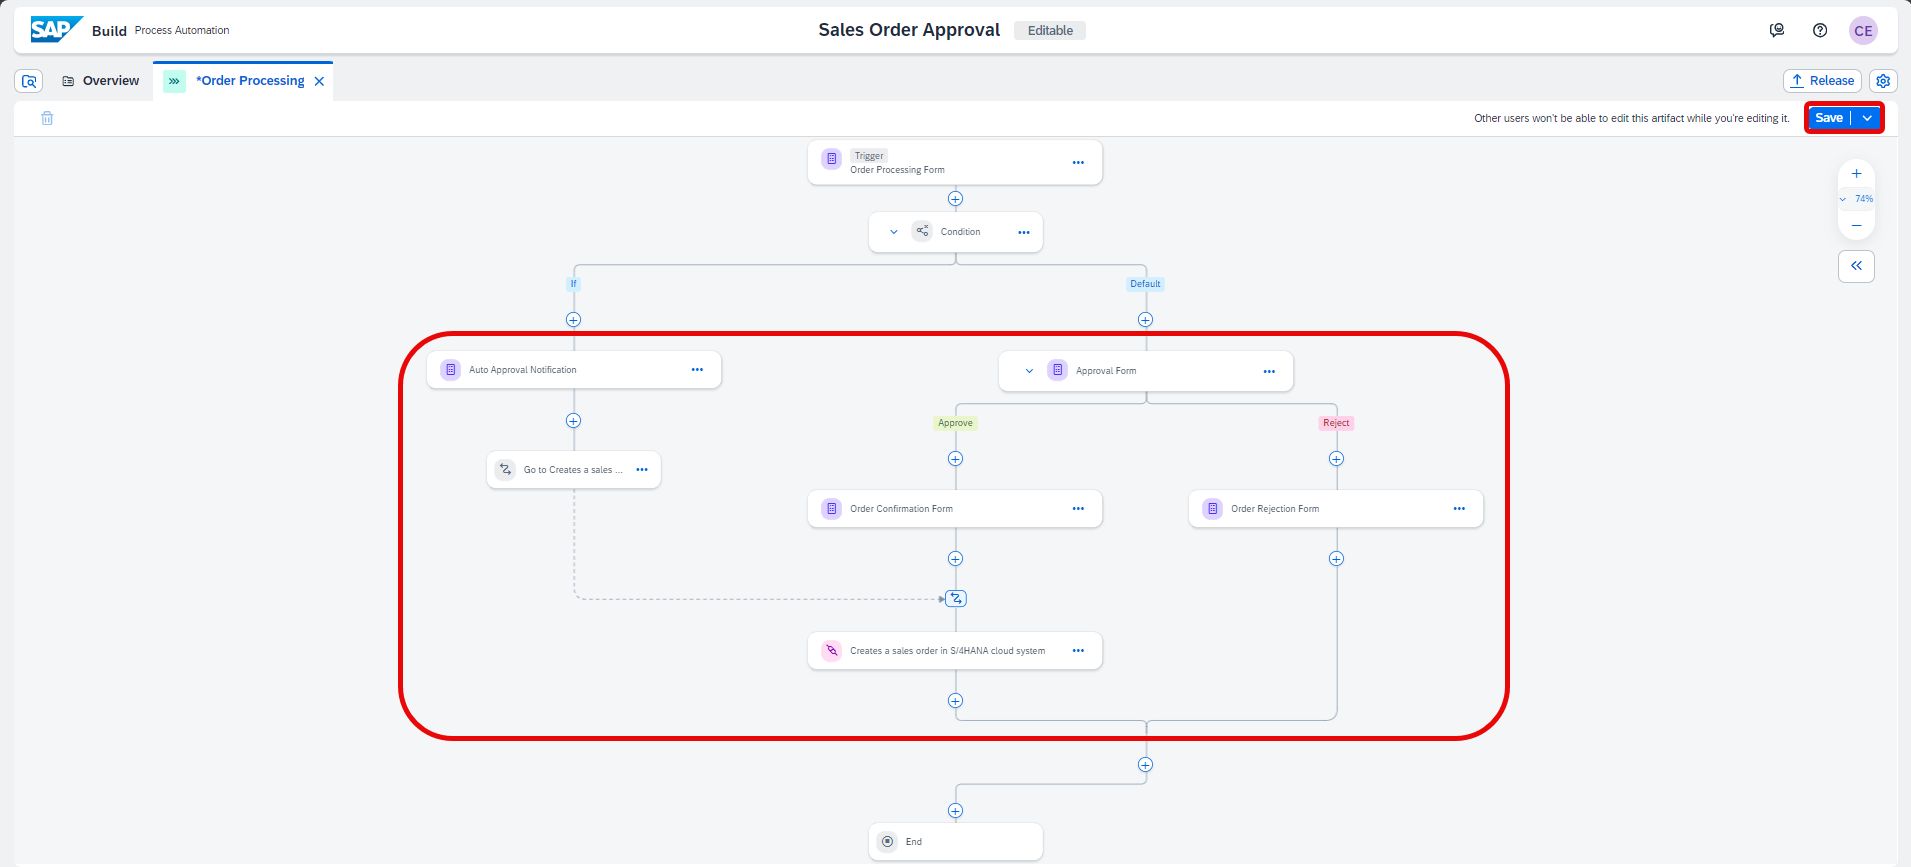 SAP Build Process Automation
Sales Order Approval Editable
CE
Overview
*Order Processing
Release
Other users won't be able to edit this artifact while you're editing it.
Save
Trigger
Order Processing Form
74%
Condition
If
Default
Auto Approval Notification
Approval Form
Approve
Reject
Go to Creates a sales ...
Order Confirmation Form
Order Rejection Form
Creates a sales order in S/4HANA cloud system
End